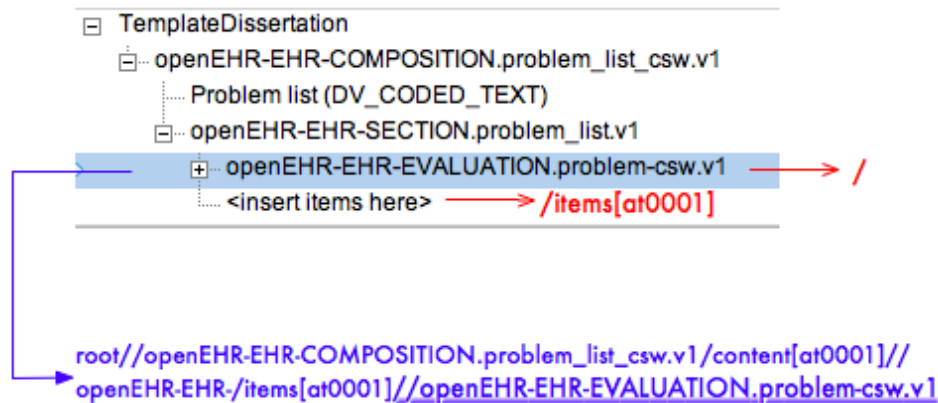 TemplateDissertation
openEHR-EHR-COMPOSITION.problem_list_csw.v1
Problem list (DV_CODED_TEXT)
openEHR-EHR-SECTION.problem_list.v1
openEHR-EHR-EVALUATION.problem-csw.v1 /
<insert items here> /items[at0001]
root//openEHR-EHR-COMPOSITION.problem_list_csw.v1/content[at0001]//
openEHR-EHR-/items[at0001]//openEHR-EHR-EVALUATION.problem-csw.v1